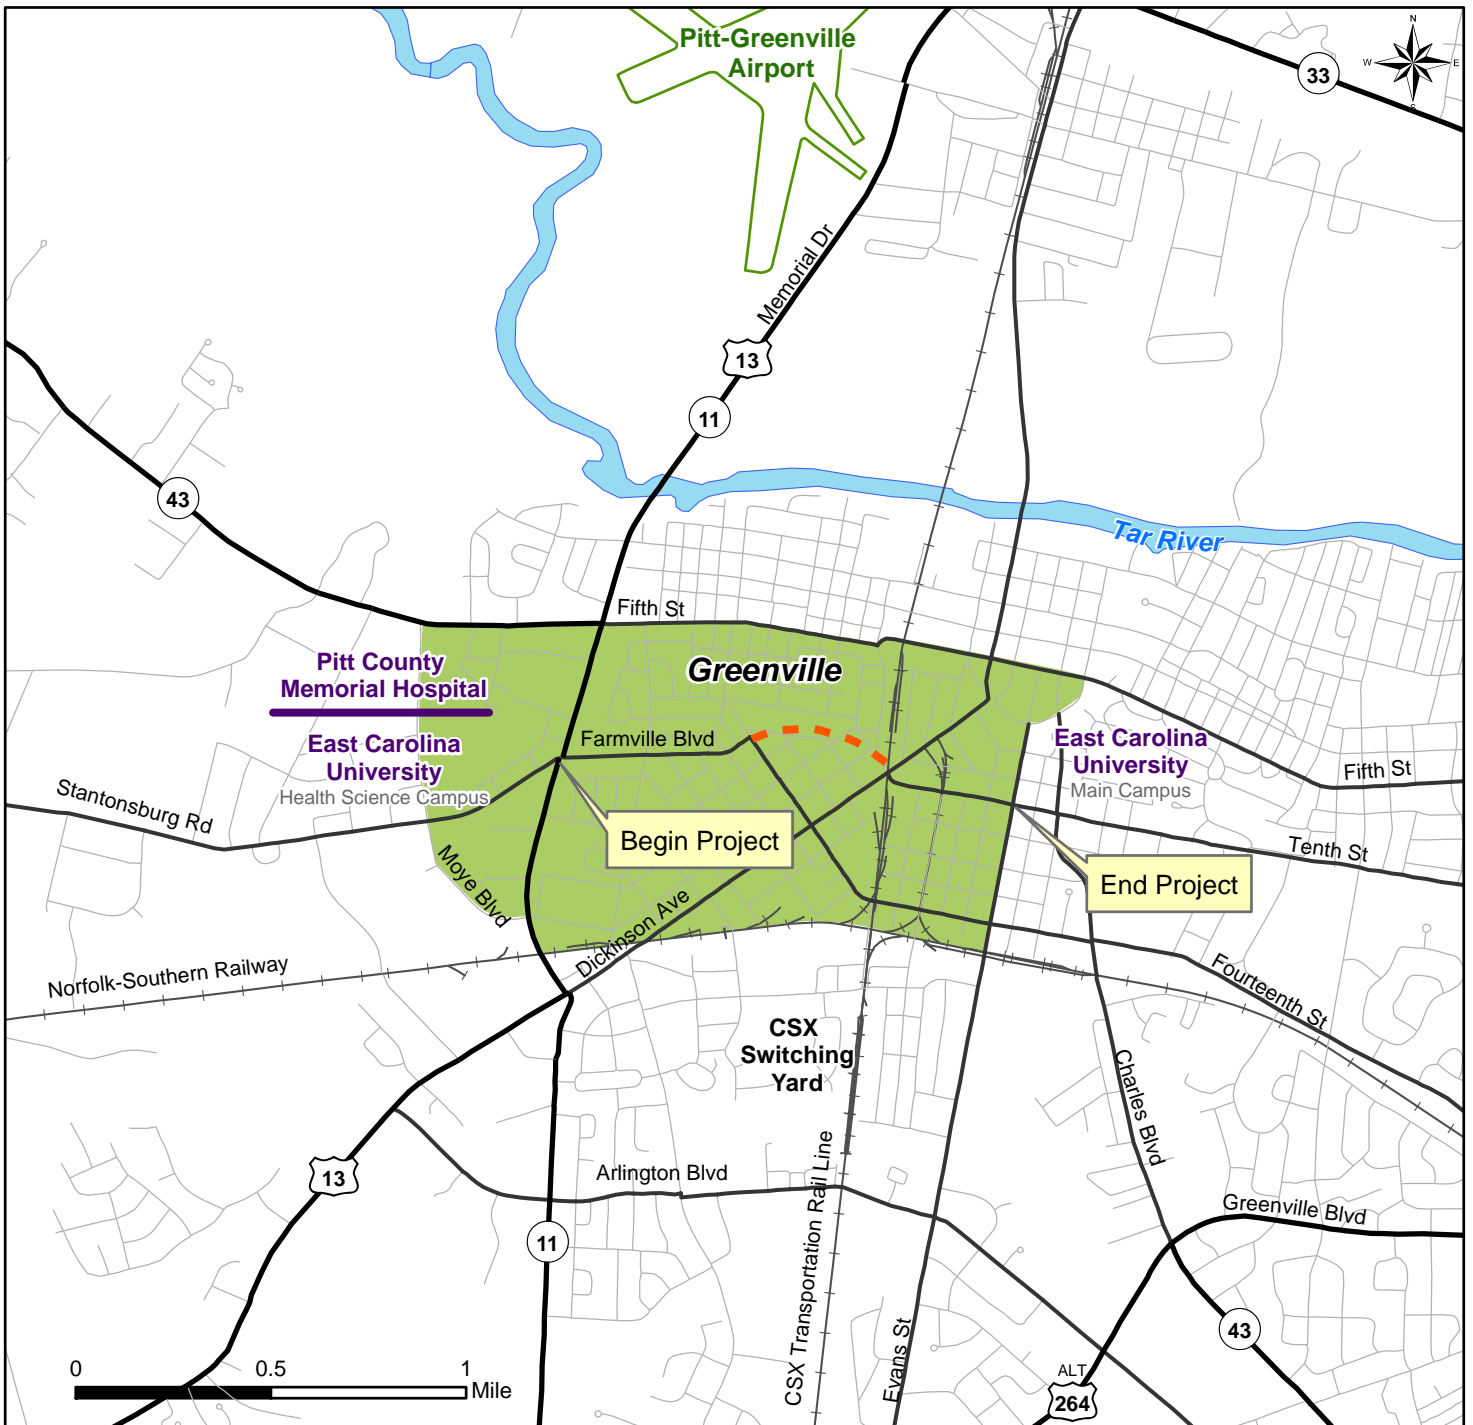 Pitt-Greenville
Airport
N
W
E
S
33
Memorial Dr
13
11
43
Tar River
Fifth St
Greenville
Pitt County
Memorial Hospital
East Carolina
University
Health Science Campus
Farmville Blvd
East Carolina
University
Main Campus
Fifth St
Stantonsburg Rd
Begin Project
Tenth St
End Project
Moye Blvd
Dickinson Ave
Norfolk-Southern Railway
Fourteenth St
CSX
Switching
Yard
Charles Blvd
13
Arlington Blvd
CSX Transportation Rail Line
Greenville Blvd
11
Evans St
43
0
0.5
1
Mile
ALT
264